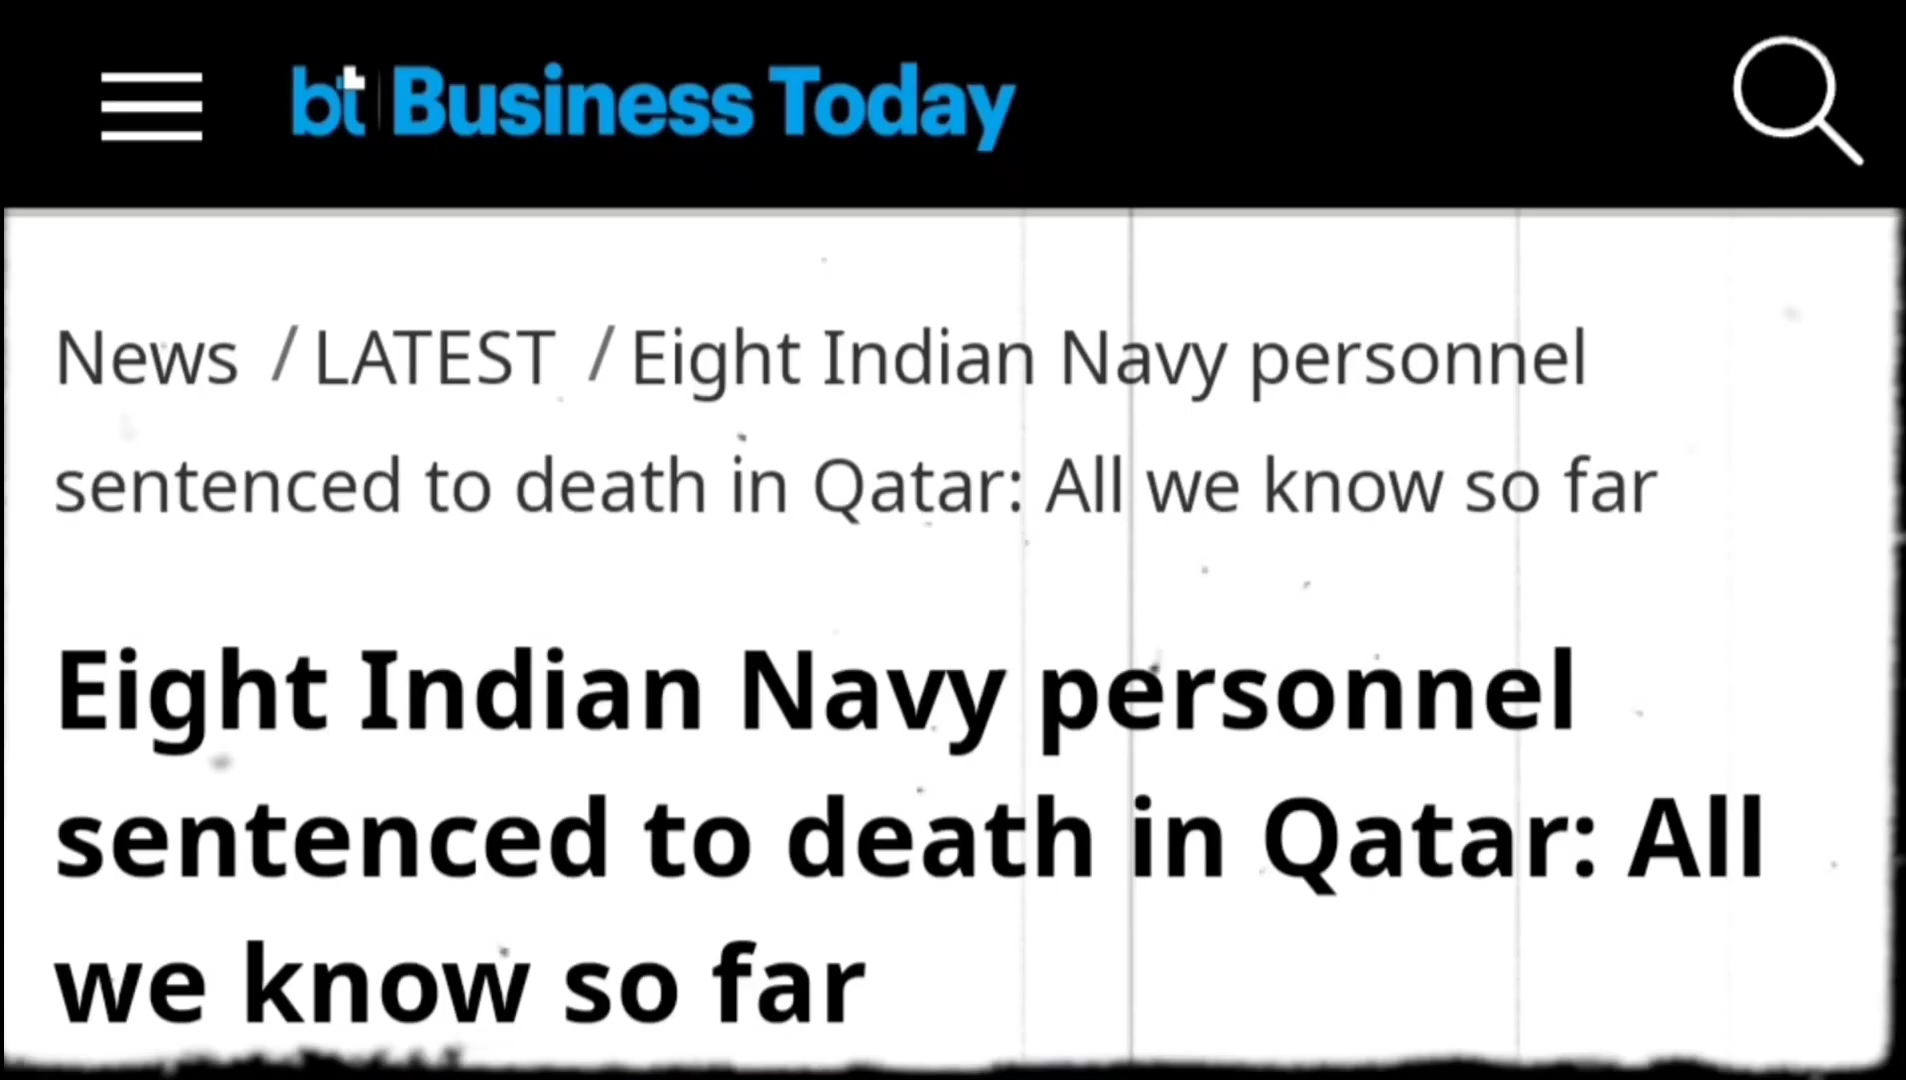 bt Business Today
News / LATEST / Eight Indian Navy personnel
sentenced to death in Qatar: All we know so far
Eight Indian Navy personnel
sentenced to death in Qatar: All
we know so far